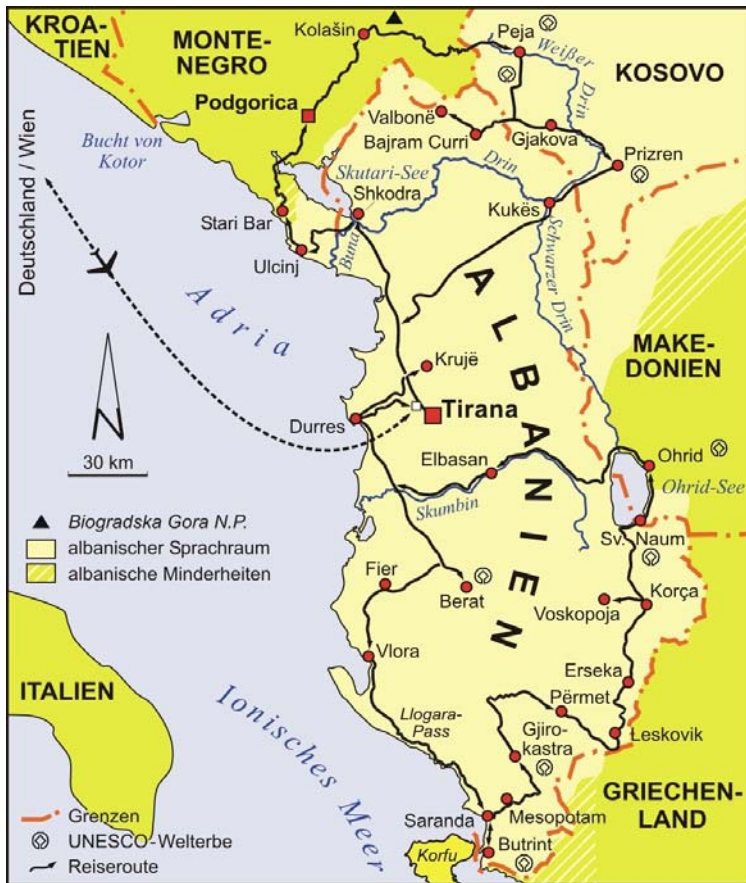 KROA-
TIEN
MONTE-
NEGRO
Kolašin
Peja
Weißer
Drin
KOSOVO
Podgorica
Valbonë
Bajram Curri
Gjakova
Prizren
Bucht von
Kotor
Skutari-See
Drin
Shkodra
Kukës
Stari Bar
Ulcinj
Buna
Schwarzer Drin
Deutschland / Wien
Adria
ALBANIEN
MAKE-
DONIEN
Krujë
Tirana
Durres
30 km
N
Elbasan
Ohrid
Ohrid-See
Skumbin
Sv. Naum
Biogradska Gora N.P.
albanischer Sprachraum
albanische Minderheiten
Fier
Berat
Voskopoja
Korça
Vlora
Erseka
Përmet
ITALIEN
Ionisches Meer
Llogara-
Pass
Gjiro-
kastra
Leskovik
GRIECHEN-
LAND
Saranda
Mesopotam
Butrint
Korfu
Grenzen
UNESCO-Welterbe
Reiseroute